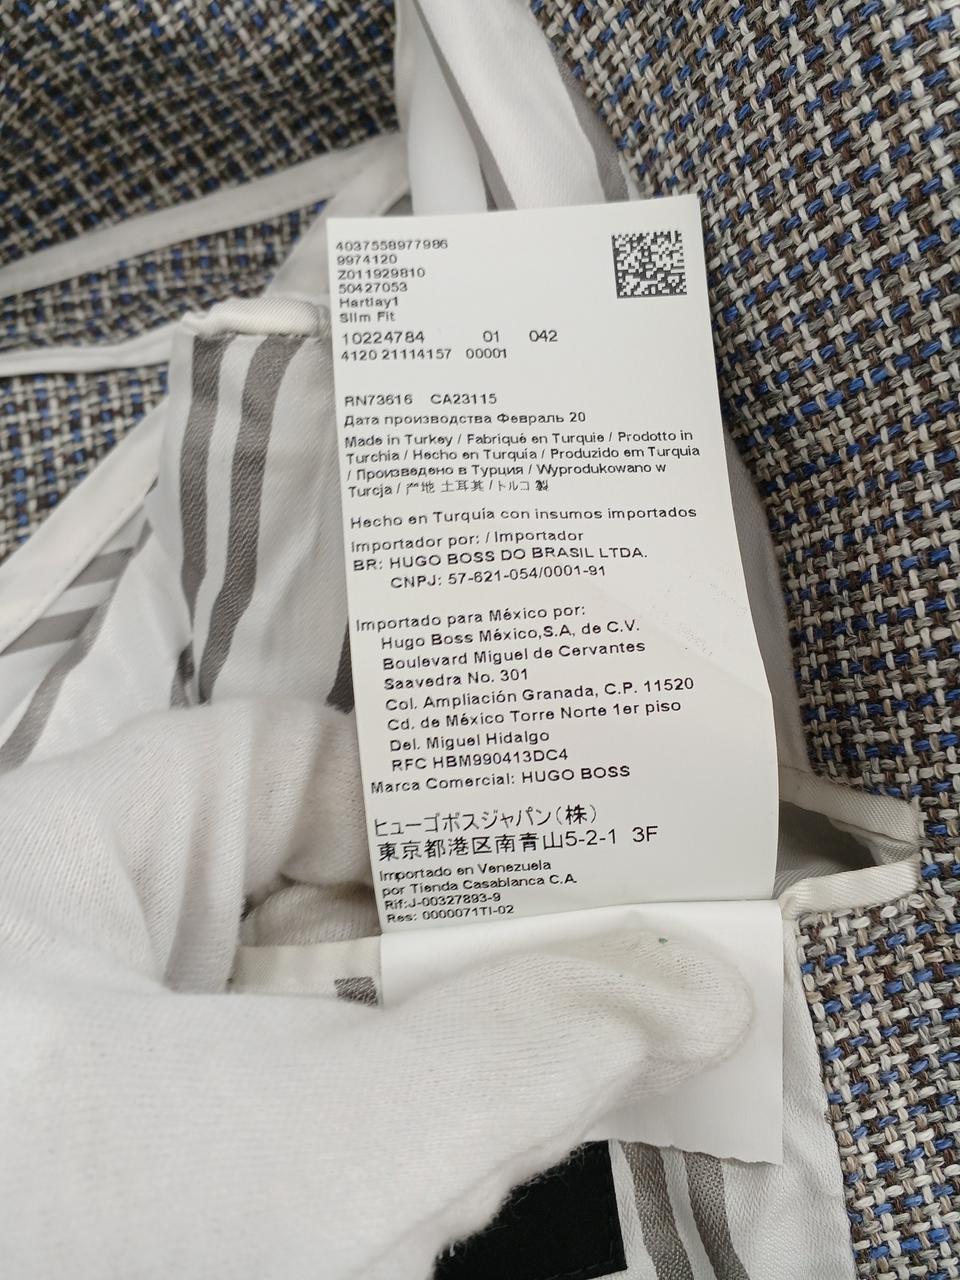 4037558977986
9974120
Z011929810
50427053
Hartlay1
Slim Fit
10224784 01 042
4120 21114157 00001
RN73616 CA23115
Дата производства Февраль 20
Made in Turkey / Fabriqué en Turquie / Prodotto in
Turchia / Hecho en Turquía / Produzido em Turquia
/ Произведено в Турция / Wyprodukowano w
Turcja / 产地 土耳其 / トルコ 製
Hecho en Turquía con insumos importados
Importador por: / Importador
BR: HUGO BOSS DO BRASIL LTDA.
CNPJ: 57-621-054/0001-91
Importado para México por:
Hugo Boss México,S.A, de C.V.
Boulevard Miguel de Cervantes
Saavedra No. 301
Col. Ampliación Granada, C.P. 11520
Cd. de México Torre Norte 1er piso
Del. Miguel Hidalgo
RFC HBM990413DC4
Marca Comercial: HUGO BOSS
ヒューゴボスジャパン(株)
東京都港区南青山5-2-1 3F
Importado en Venezuela
por Tienda Casablanca C.A.
Rif:J-00327893-9
Res: 0000071TI-02